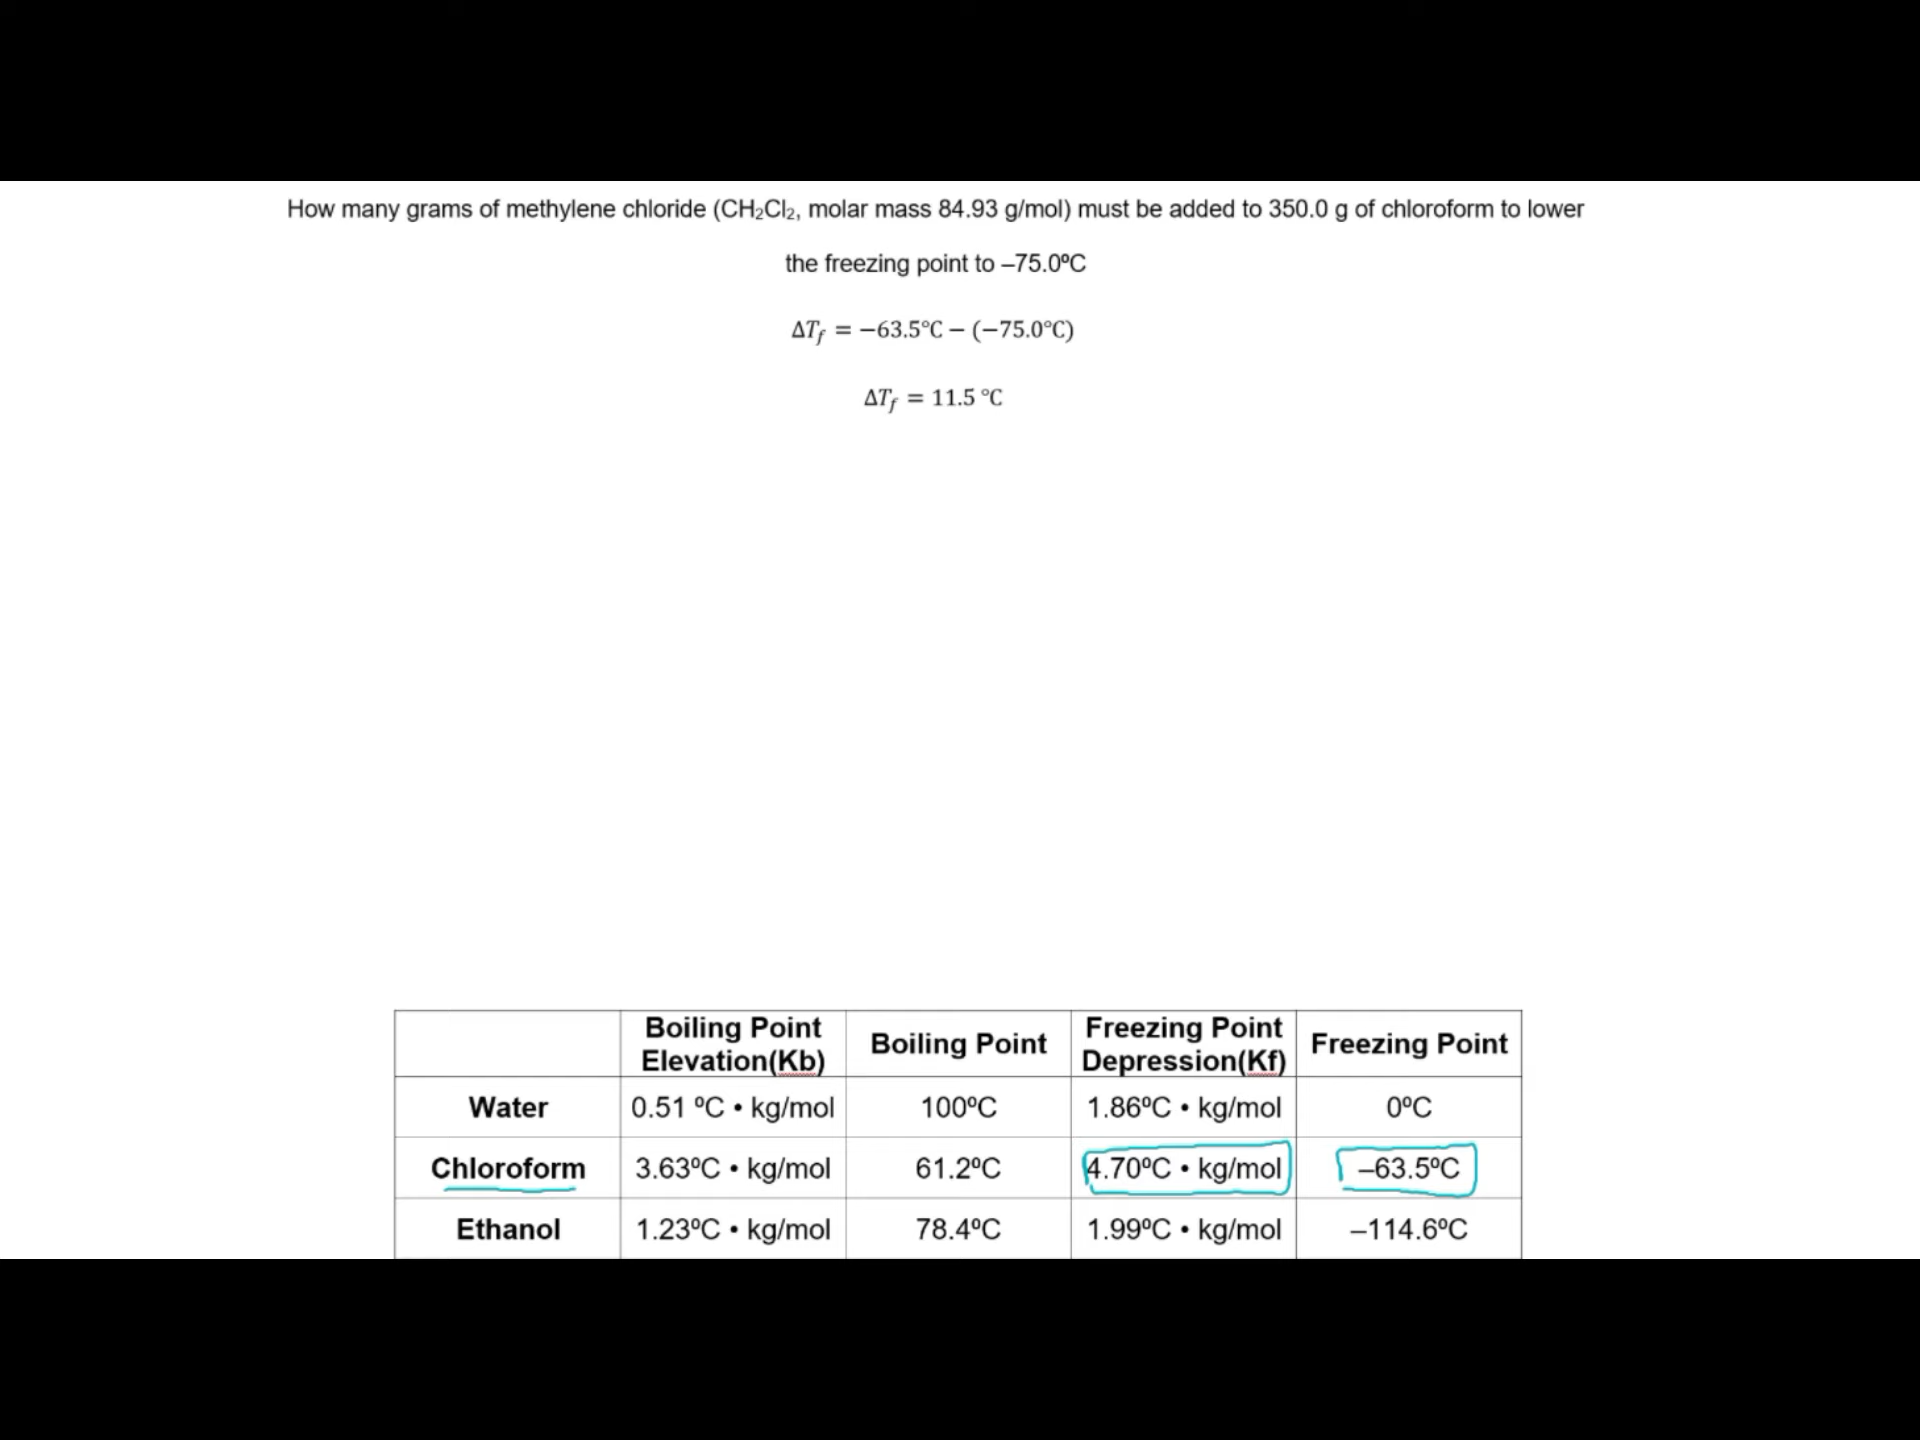 How many grams of methylene chloride (CH₂Cl₂, molar mass 84.93 g/mol) must be added to 350.0 g of chloroform to lower
the freezing point to –75.0ºC
ΔT_f = −63.5°C − (−75.0°C)
ΔT_f = 11.5 °C
Boiling Point Elevation(Kb) Boiling Point Freezing Point Depression(Kf) Freezing Point
Water 0.51 ºC • kg/mol 100ºC 1.86ºC • kg/mol 0ºC
Chloroform 3.63ºC • kg/mol 61.2ºC 4.70ºC • kg/mol –63.5ºC
Ethanol 1.23ºC • kg/mol 78.4ºC 1.99ºC • kg/mol –114.6ºC